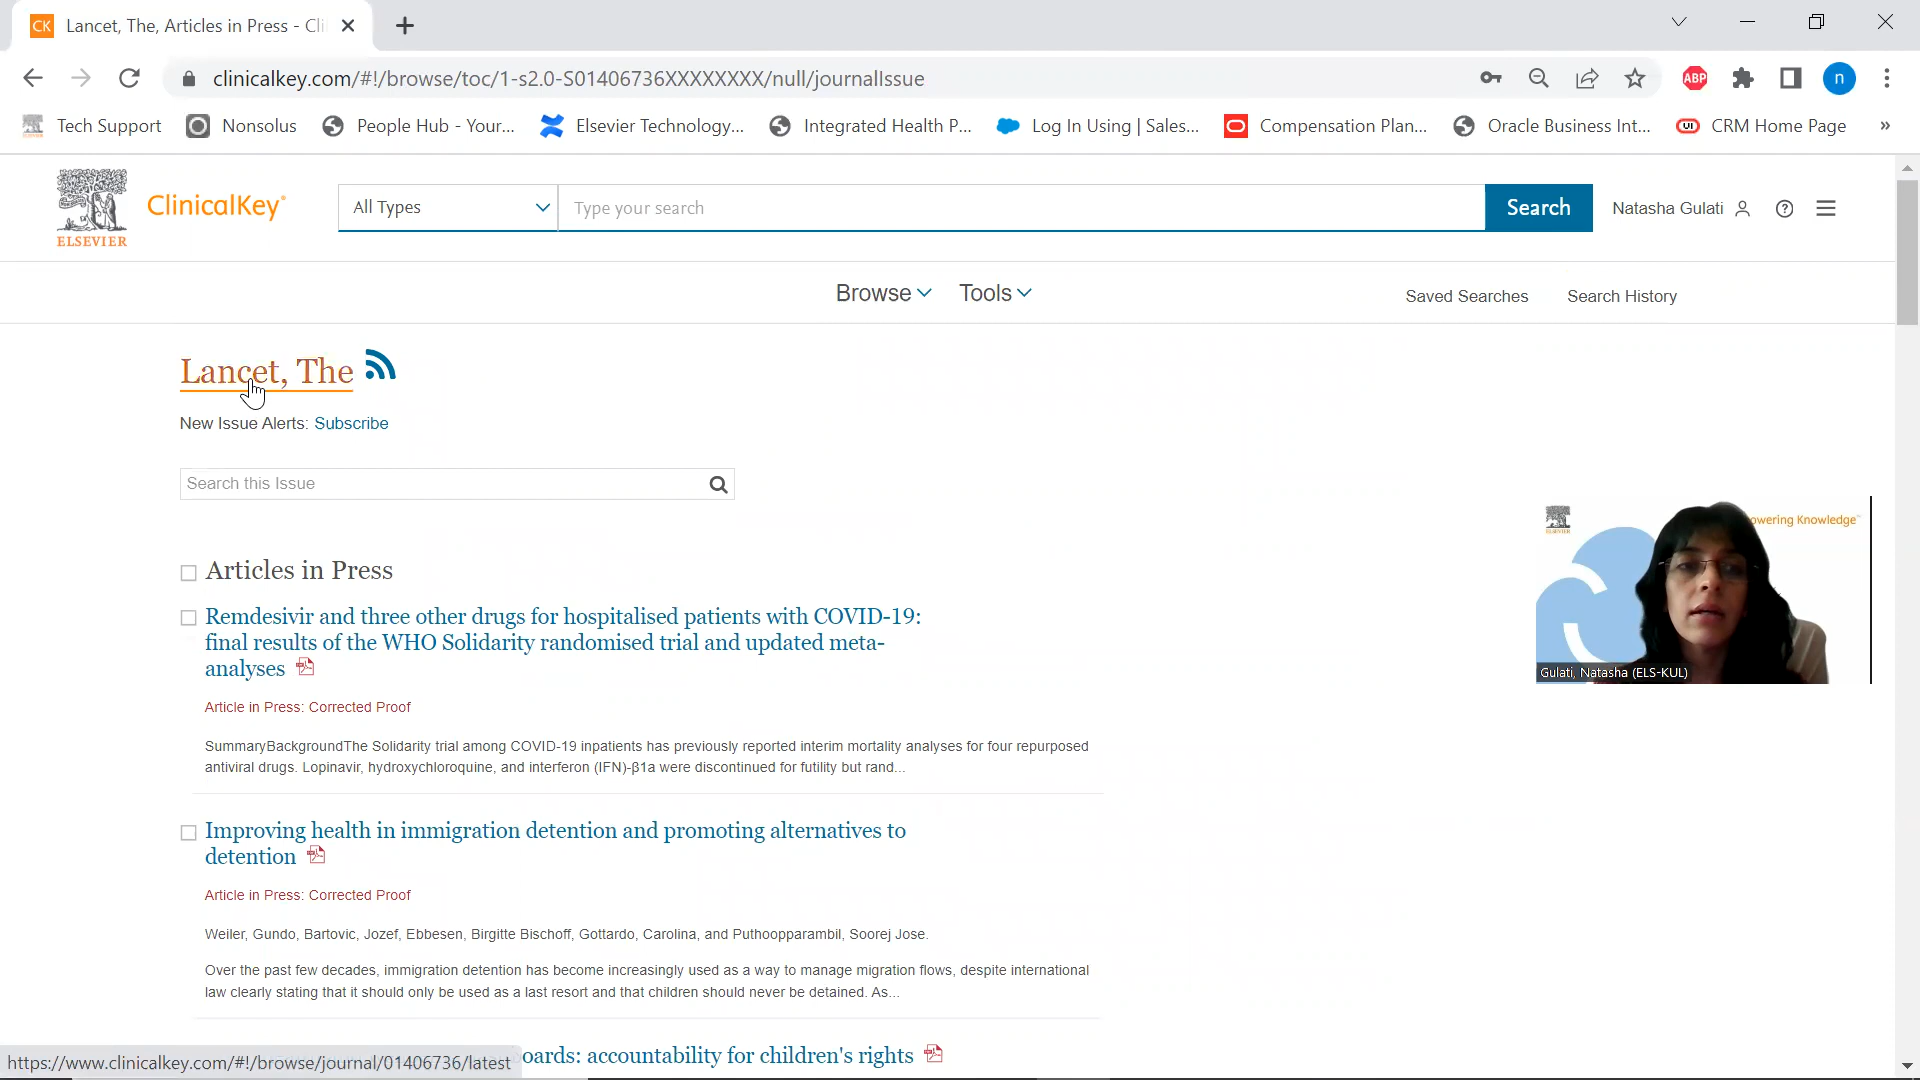 CK Lancet, The, Articles in Press - Cli
clinicalkey.com/#!/browse/toc/1-s2.0-S01406736XXXXXXXX/null/journalIssue
ABP
n
Tech Support
Nonsolus
People Hub - Your...
Elsevier Technology...
Integrated Health P...
Log In Using | Sales...
Compensation Plan...
Oracle Business Int...
UI CRM Home Page
»
ELSEVIER
ClinicalKey®
All Types
Type your search
Search
Natasha Gulati
Browse
Tools
Saved Searches
Search History
Lancet, The
New Issue Alerts: Subscribe
Search this Issue
Articles in Press
Remdesivir and three other drugs for hospitalised patients with COVID-19:
final results of the WHO Solidarity randomised trial and updated meta-
analyses
Article in Press: Corrected Proof
SummaryBackgroundThe Solidarity trial among COVID-19 inpatients has previously reported interim mortality analyses for four repurposed
antiviral drugs. Lopinavir, hydroxychloroquine, and interferon (IFN)-β1a were discontinued for futility but rand...
Improving health in immigration detention and promoting alternatives to
detention
Article in Press: Corrected Proof
Weiler, Gundo, Bartovic, Jozef, Ebbesen, Birgitte Bischoff, Gottardo, Carolina, and Puthoopparambil, Soorej Jose.
Over the past few decades, immigration detention has become increasingly used as a way to manage migration flows, despite international
law clearly stating that it should only be used as a last resort and that children should never be detained. As...
oards: accountability for children's rights
https://www.clinicalkey.com/#!/browse/journal/01406736/latest
owering Knowledge™
Gulati, Natasha (ELS-KUL)